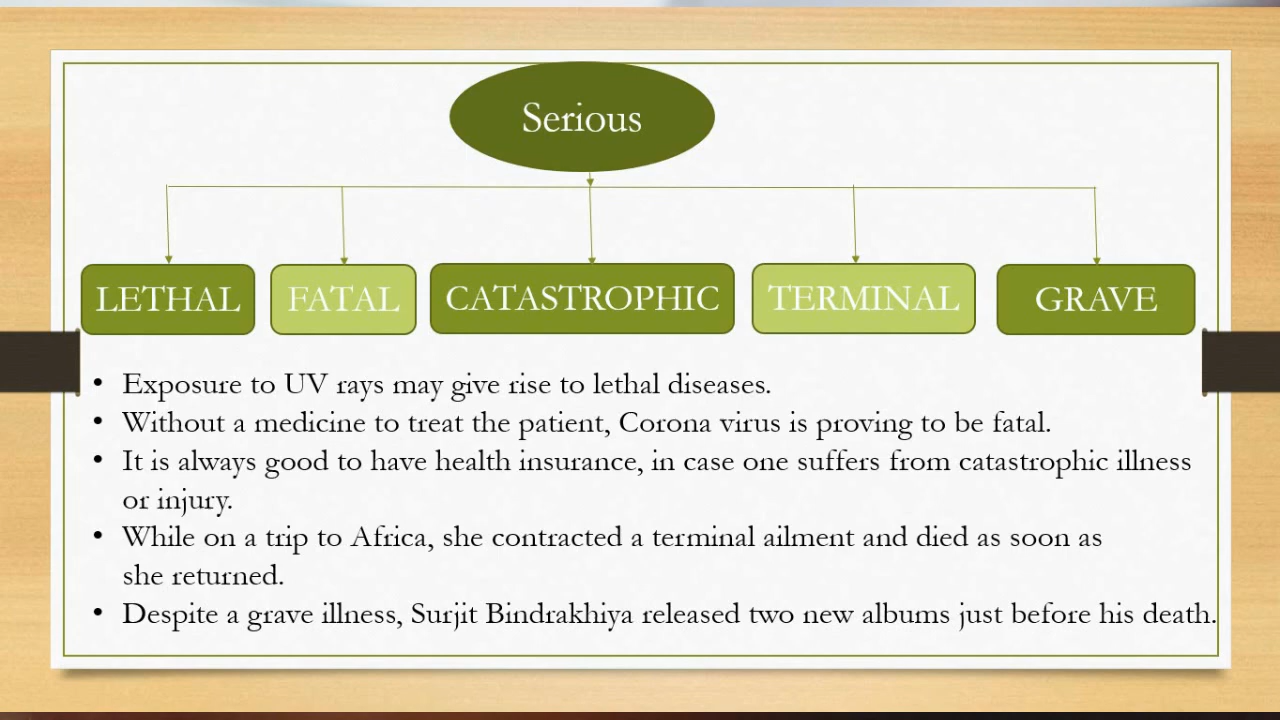 Serious
LETHAL
FATAL
CATASTROPHIC
TERMINAL
GRAVE
• Exposure to UV rays may give rise to lethal diseases.
• Without a medicine to treat the patient, Corona virus is proving to be fatal.
• It is always good to have health insurance, in case one suffers from catastrophic illness
or injury.
• While on a trip to Africa, she contracted a terminal ailment and died as soon as
she returned.
• Despite a grave illness, Surjit Bindrakhiya released two new albums just before his death.